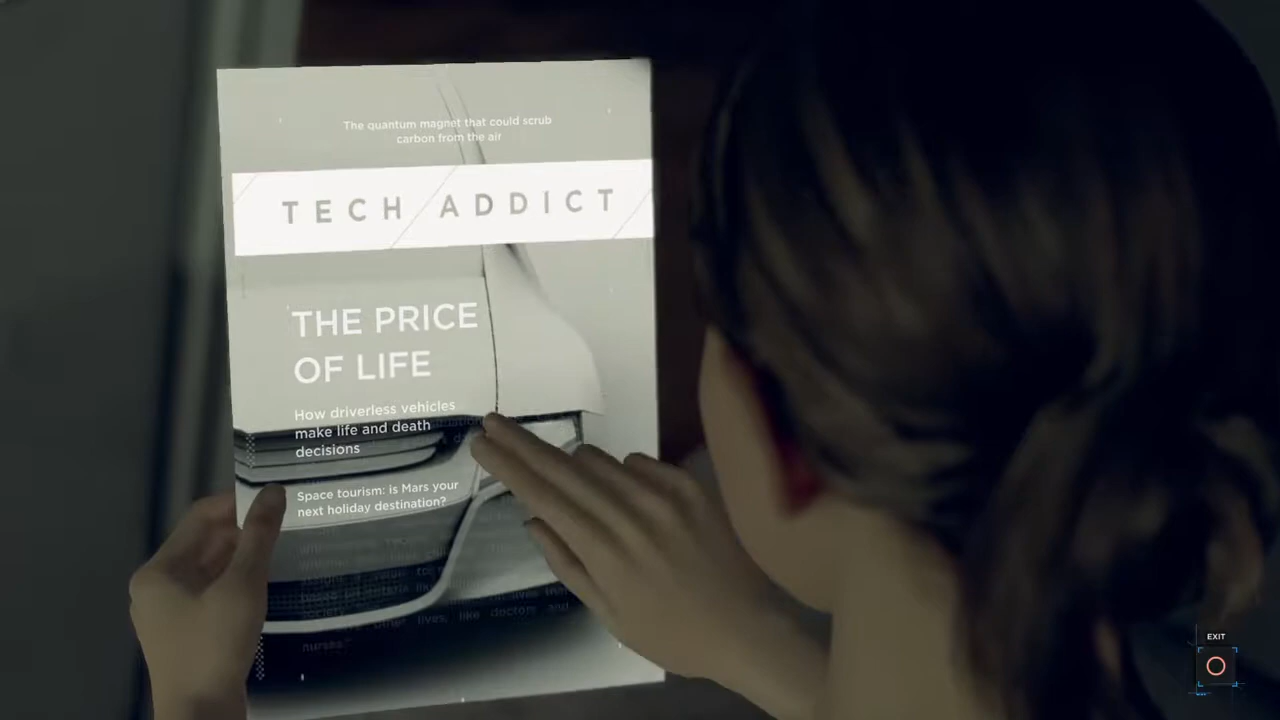 The quantum magnet that could scrub
carbon from the air
TECH ADDICT
THE PRICE
OF LIFE
How driverless vehicles
make life and death
decisions
Space tourism: is Mars your
next holiday destination?
other lives, like doctors and
nurses."
EXIT